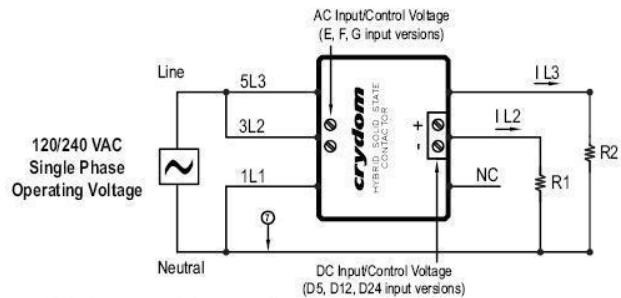 AC Input/Control Voltage
(E, F, G input versions)
Line
5L3
3L2
1L1
120/240 VAC
Single Phase
Operating Voltage
7
Neutral
crydom
HYBRID SOLID STATE
CONTACTOR
+
-
I L3
I L2
NC
R1
R2
DC Input/Control Voltage
(D5, D12, D24 input versions)